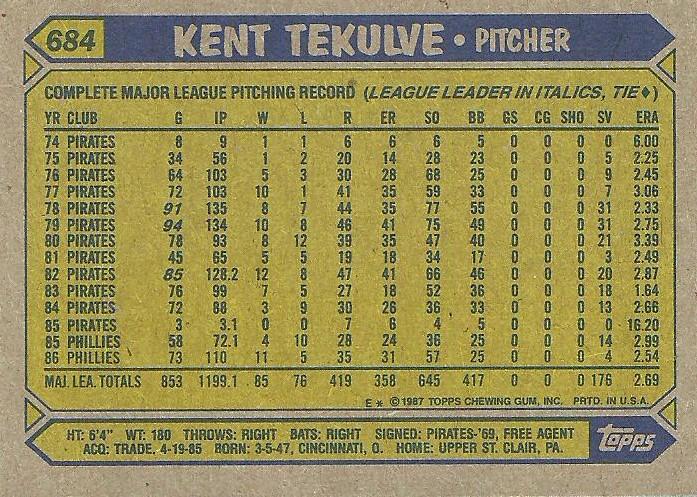 684 KENT TEKULVE • PITCHER
COMPLETE MAJOR LEAGUE PITCHING RECORD (LEAGUE LEADER IN ITALICS, TIE♦)
YR CLUB G IP W L R ER SO BB GS CG SHO SV ERA
74 PIRATES 8 9 1 1 6 6 6 5 0 0 0 0 6.00
75 PIRATES 34 56 1 2 20 14 28 23 0 0 0 5 2.25
76 PIRATES 64 103 5 3 30 28 68 25 0 0 0 9 2.45
77 PIRATES 72 103 10 1 41 35 59 33 0 0 0 7 3.06
78 PIRATES 91 135 8 7 44 35 77 55 0 0 0 31 2.33
79 PIRATES 94 134 10 8 46 41 75 49 0 0 0 31 2.75
80 PIRATES 78 93 8 12 39 35 47 40 0 0 0 21 3.39
81 PIRATES 45 65 5 5 19 18 34 17 0 0 0 3 2.49
82 PIRATES 85 128.2 12 8 47 41 66 46 0 0 0 20 2.87
83 PIRATES 76 99 7 5 27 18 52 36 0 0 0 18 1.64
84 PIRATES 72 88 3 9 30 26 36 33 0 0 0 13 2.66
85 PIRATES 3 3.1 0 0 7 6 4 5 0 0 0 0 16.20
85 PHILLIES 58 72.1 4 10 28 24 36 25 0 0 0 14 2.99
86 PHILLIES 73 110 11 5 35 31 57 25 0 0 0 4 2.54
MAJ. LEA. TOTALS 853 1199.1 85 76 419 358 645 417 0 0 0 176 2.69
E* © 1987 TOPPS CHEWING GUM, INC. PRTD. IN U.S.A.
HT: 6'4" WT: 180 THROWS: RIGHT BATS: RIGHT SIGNED: PIRATES-'69, FREE AGENT
ACQ: TRADE, 4-19-85 BORN: 3-5-47, CINCINNATI, O. HOME: UPPER ST. CLAIR, PA.
Topps